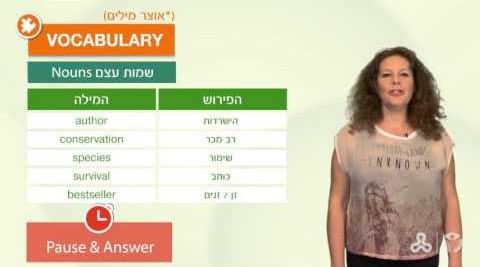 (*אוצר מילים)
VOCABULARY
שמות עצם Nouns
המילה הפירוש
author הישרדות
conservation רב מכר
species שימור
survival כותב
bestseller זן / זנים
Pause & Answer
UNKNOWN